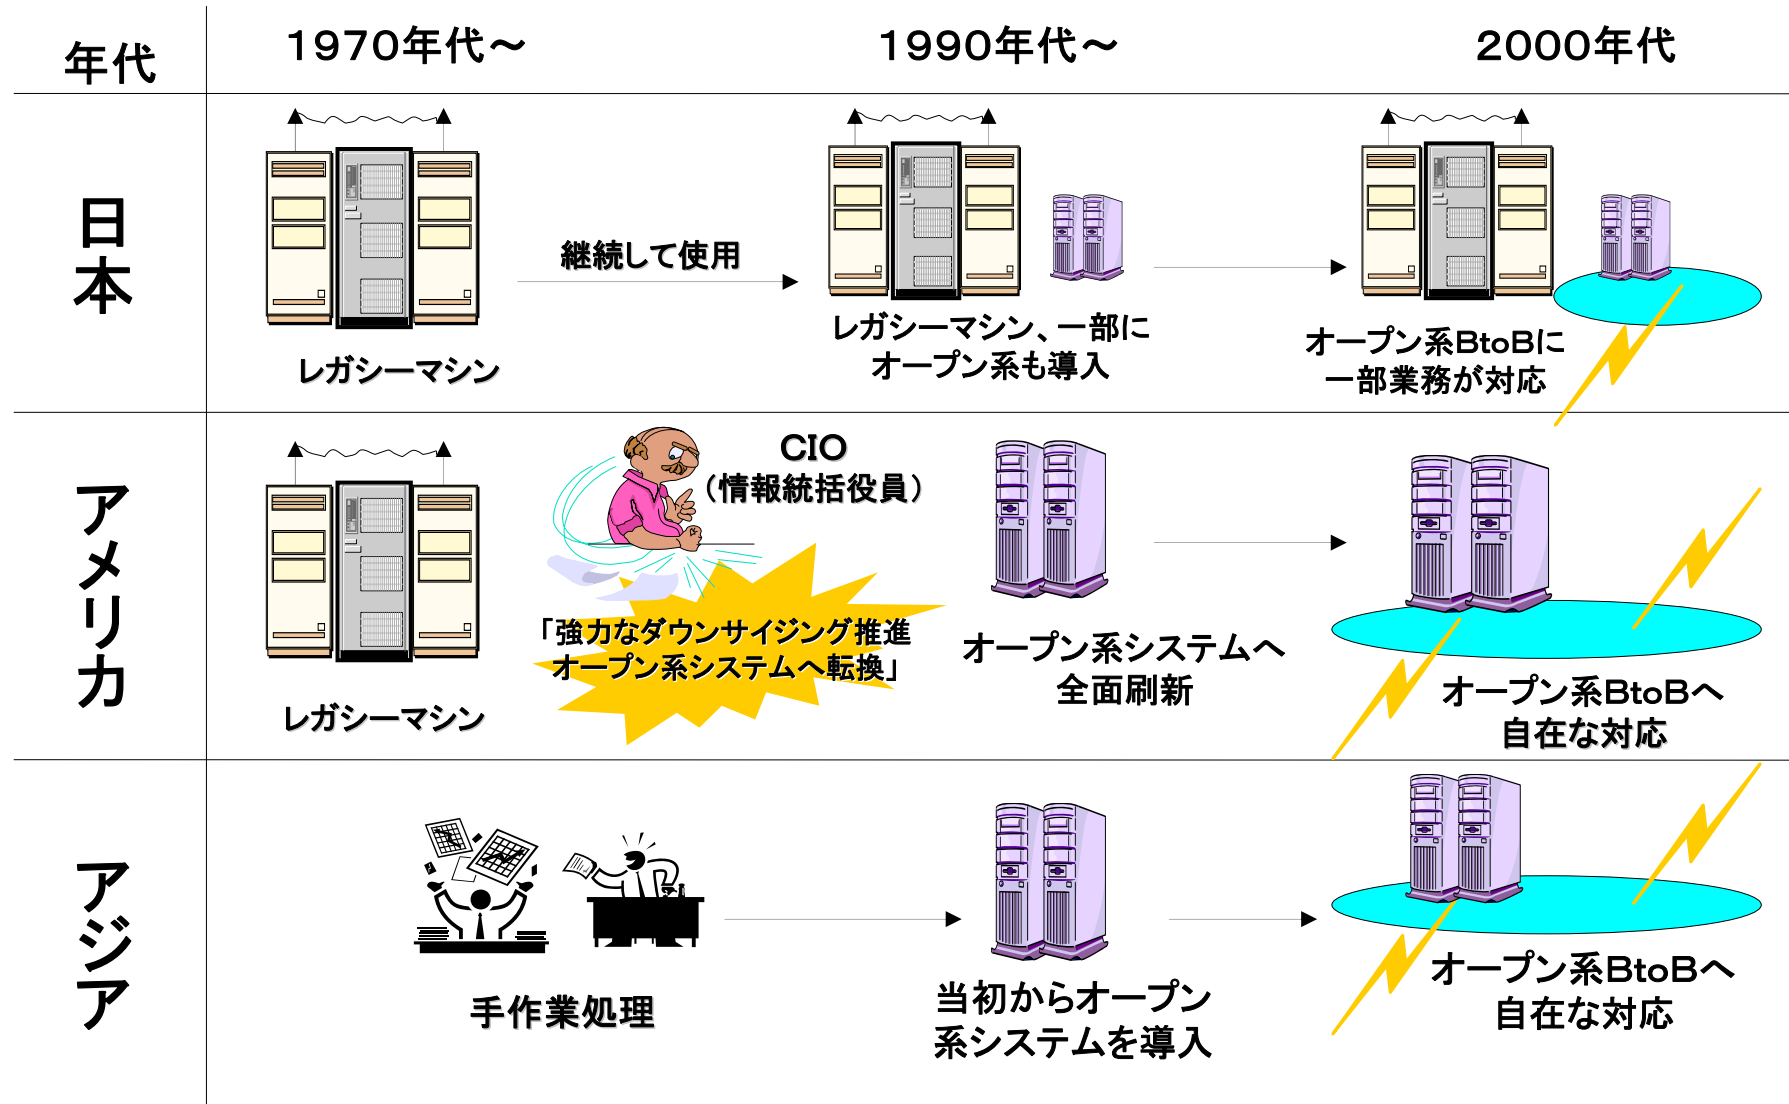 年代
1970年代～
1990年代～
2000年代
日本
継続して使用
レガシーマシン
レガシーマシン、一部に
オープン系も導入
オープン系BtoBに
一部業務が対応
アメリカ
CIO
（情報統括役員）
「強力なダウンサイジング推進
オープン系システムへ転換」
レガシーマシン
オープン系システムへ
全面刷新
オープン系BtoBへ
自在な対応
アジア
手作業処理
当初からオープン
系システムを導入
オープン系BtoBへ
自在な対応